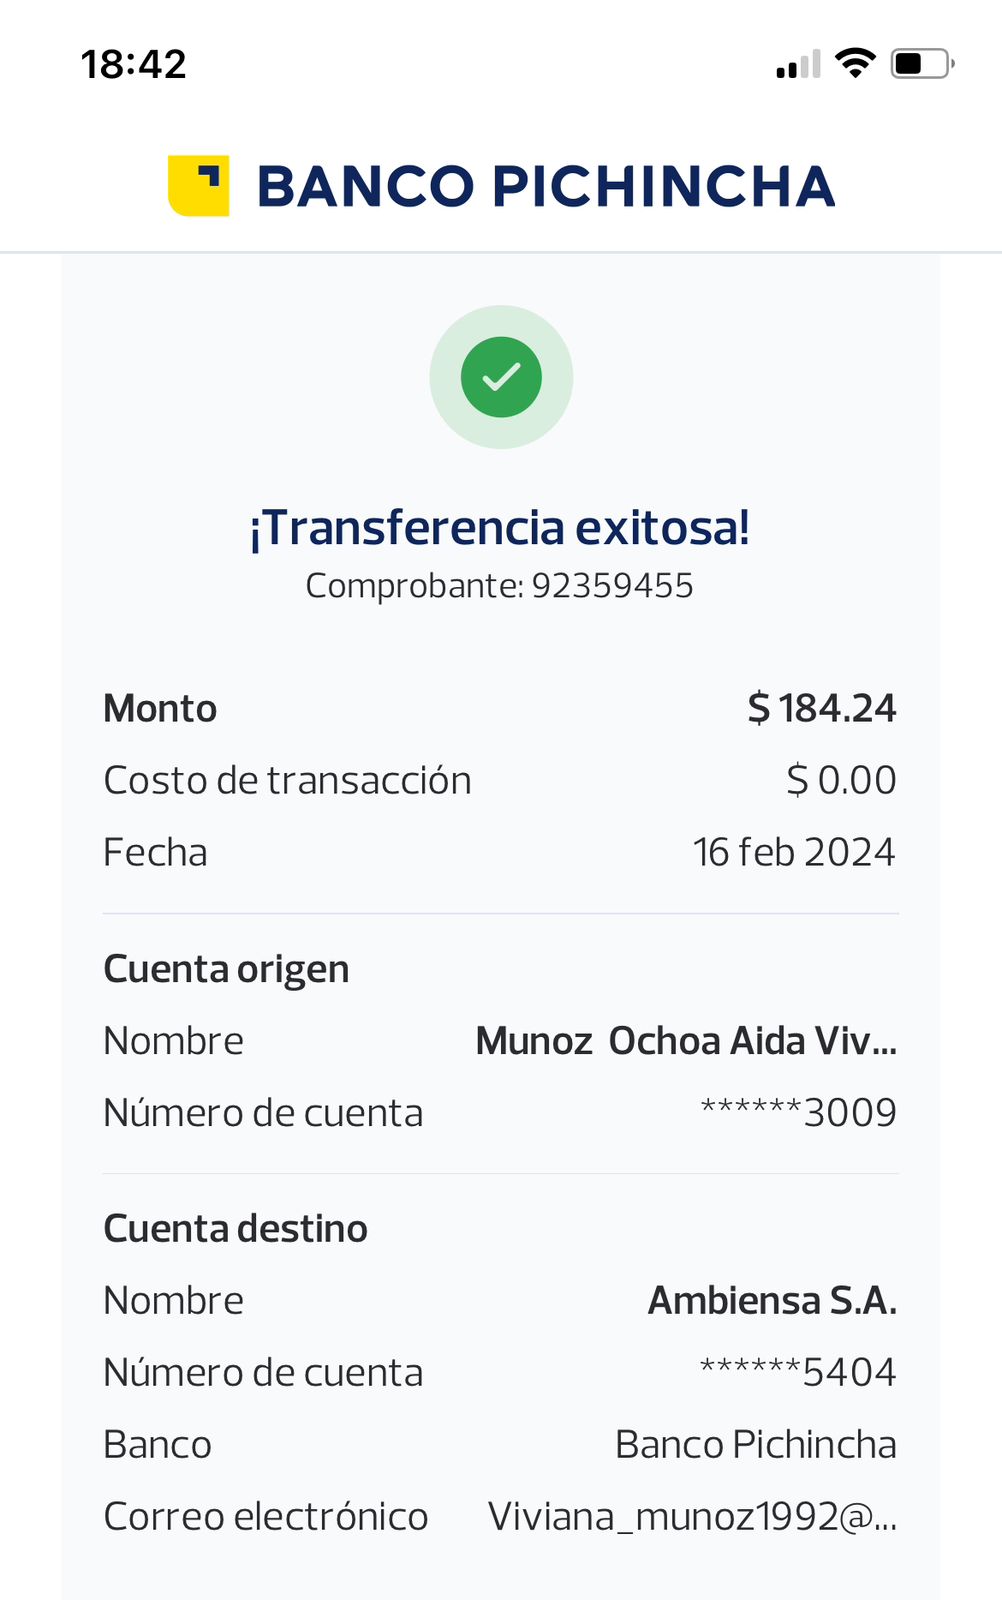 18:42
BANCO PICHINCHA
¡Transferencia exitosa!
Comprobante: 92359455
Monto $ 184.24
Costo de transacción $ 0.00
Fecha 16 feb 2024
Cuenta origen
Nombre Munoz  Ochoa Aida Viv...
Número de cuenta ******3009
Cuenta destino
Nombre Ambiensa S.A.
Número de cuenta ******5404
Banco Banco Pichincha
Correo electrónico Viviana_munoz1992@...